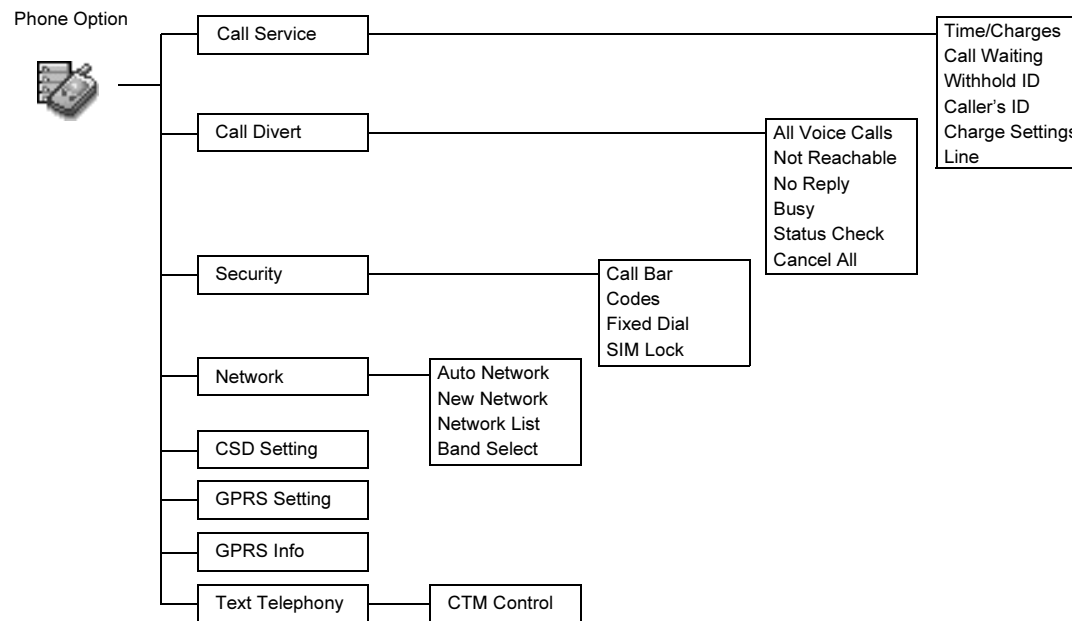 Phone Option
Call Service
Time/Charges
Call Waiting
Withhold ID
Caller's ID
Charge Settings
Line
Call Divert
All Voice Calls
Not Reachable
No Reply
Busy
Status Check
Cancel All
Security
Call Bar
Codes
Fixed Dial
SIM Lock
Network
Auto Network
New Network
Network List
Band Select
CSD Setting
GPRS Setting
GPRS Info
Text Telephony
CTM Control